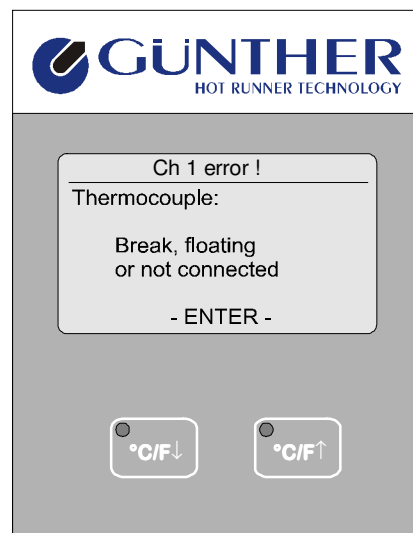 GÜNTHER
HOT RUNNER TECHNOLOGY
Ch 1 error !
Thermocouple:
Break, floating
or not connected
- ENTER -
°C/F↓
°C/F↑